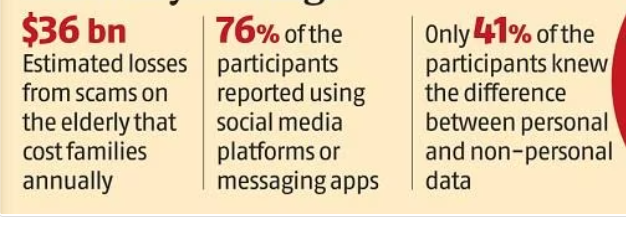 $36 bn
Estimated losses
from scams on
the elderly that
cost families
annually
76% of the
participants
reported using
social media
platforms or
messaging apps
Only 41% of the
participants knew
the difference
between personal
and non-personal
data